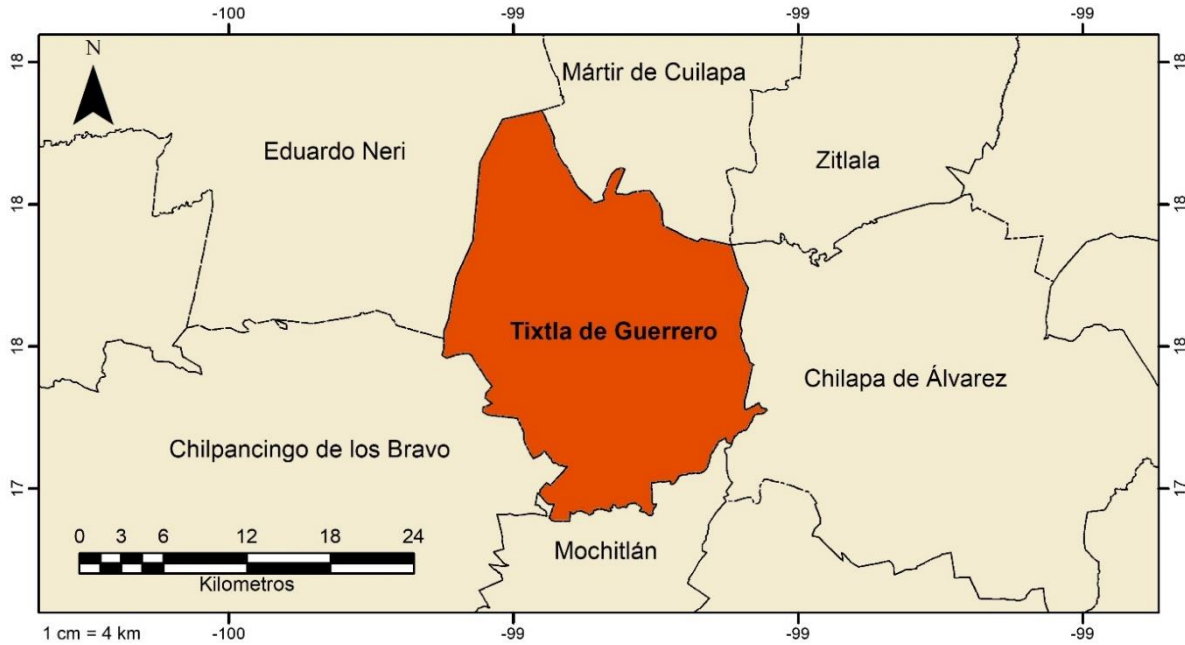 -100 -99 -99 -99
N
18 18
Mártir de Cuilapa
Eduardo Neri
Zitlala
18 18
Tixtla de Guerrero
18 18
Chilapa de Álvarez
Chilpancingo de los Bravo
17 17
0 3 6 12 18 24
Mochitlán
Kilometros
1 cm = 4 km
-100 -99 -99 -99